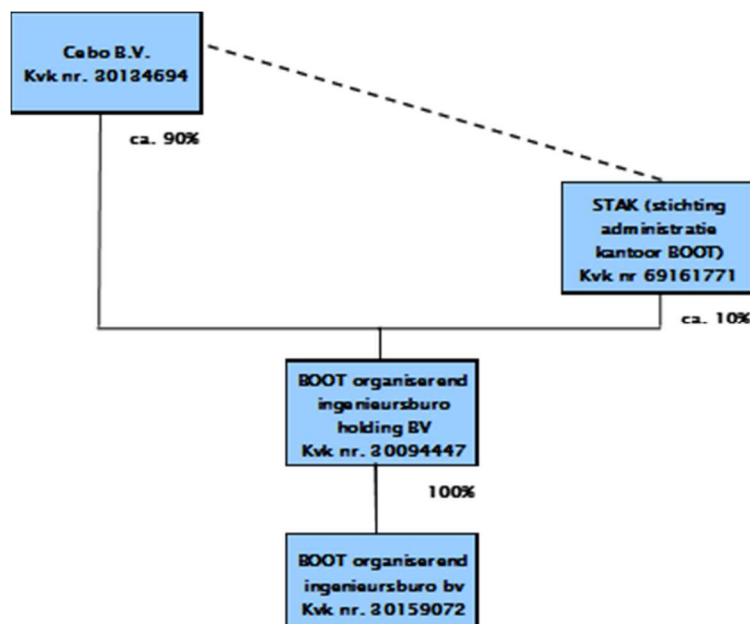 Cebo B.V.
Kvk nr. 30134694
ca. 90%
STAK (stichting
administratie
kantoor BOOT)
Kvk nr 69161771
ca. 10%
BOOT organiserend
ingenieursburo
holding BV
Kvk nr. 30094447
100%
BOOT organiserend
ingenieursburo bv
Kvk nr. 30159072